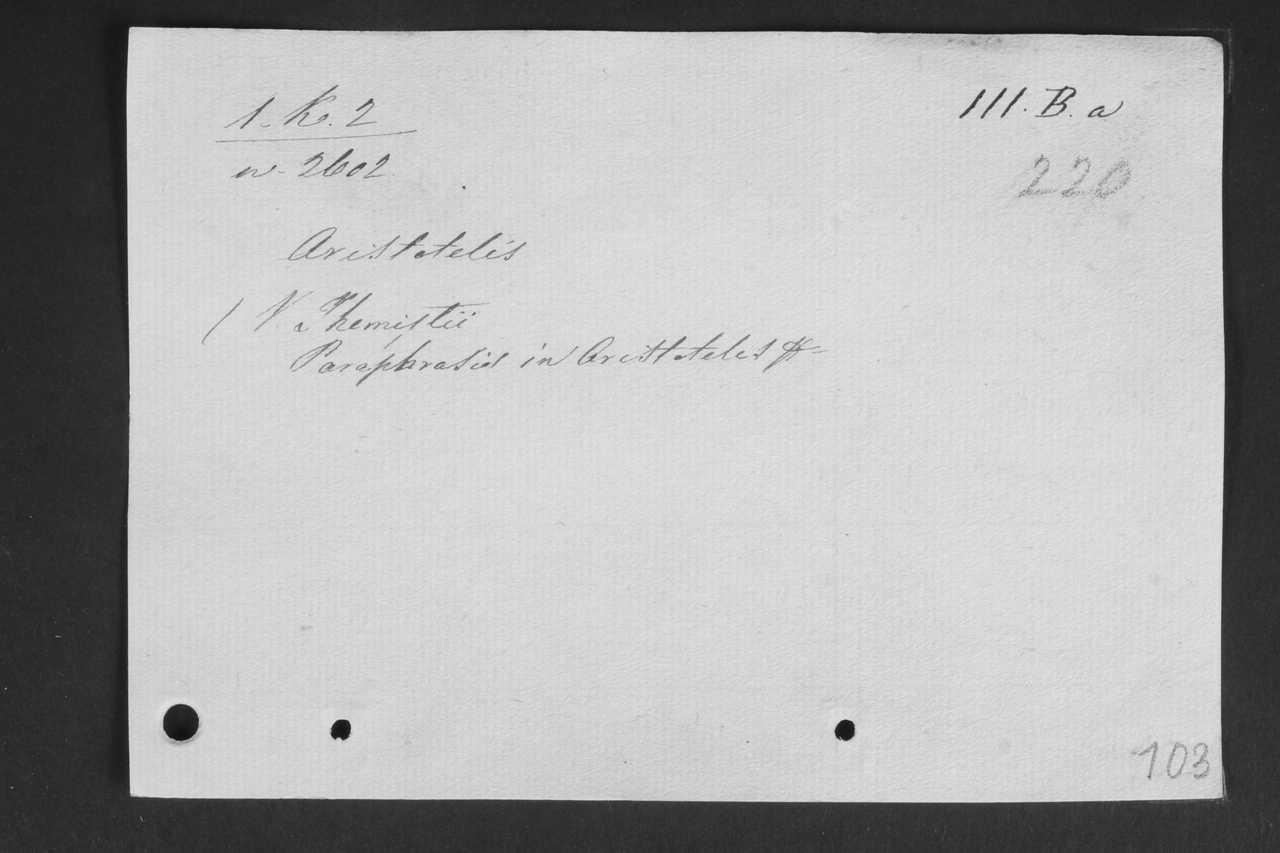 1. K. 2
III. B. a
w. 2602
220
Aristotelis
/ V. Themistii
Paraphrasis in Aristoteles
103